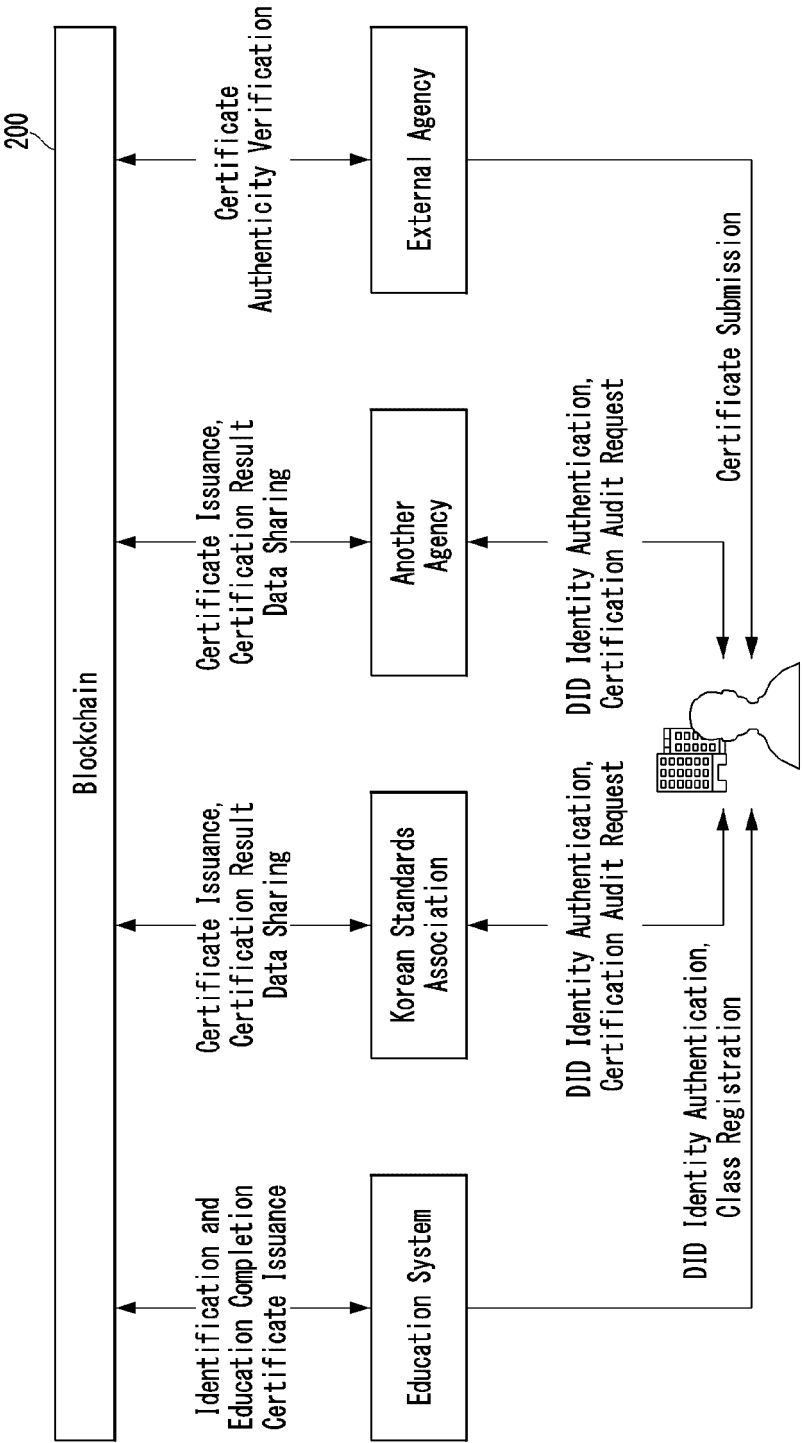 200
Blockchain
Identification and
Education Completion
Certificate Issuance
Certificate Issuance,
Certification Result
Data Sharing
Certificate Issuance,
Certification Result
Data Sharing
Certificate
Authenticity Verification
Education System
Korean Standards
Association
Another
Agency
External Agency
DID Identity Authentication,
Class Registration
DID Identity Authentication,
Certification Audit Request
DID Identity Authentication,
Certification Audit Request
Certificate Submission